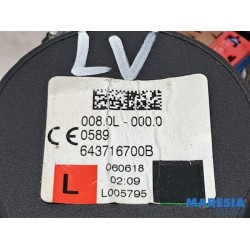 LV
008.0L - 000.0
CE 0589
643716700B
L
060618
02:09
L005795
MARESIA